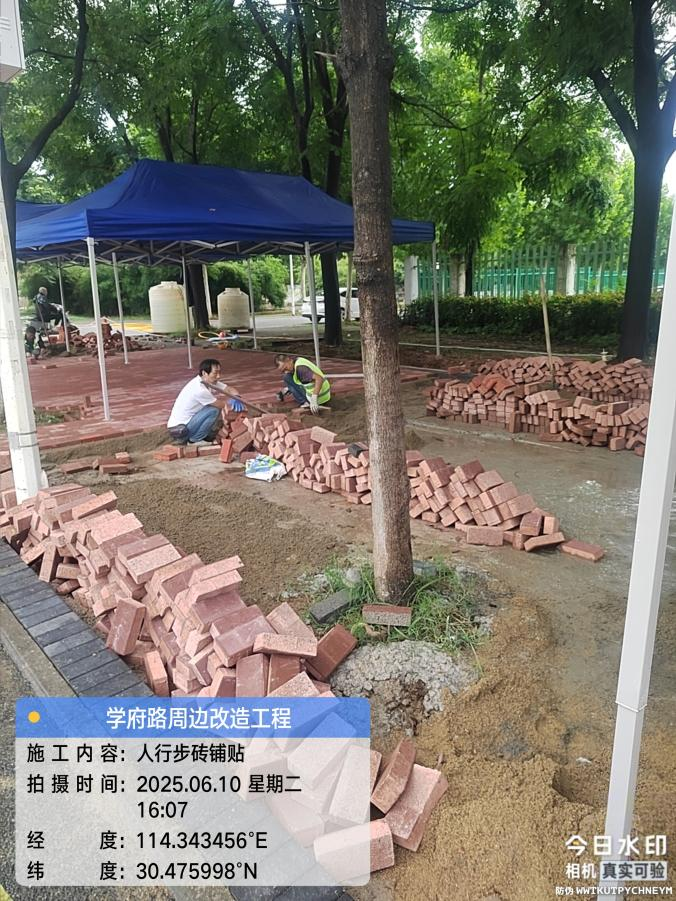 学府路周边改造工程
施工内容：人行步砖铺贴
拍摄时间：2025.06.10 星期二
16:07
经度：114.343456°E
纬度：30.475998°N
今日水印
相机 真实可验
防伪 WWTKUTPYCHNEYM